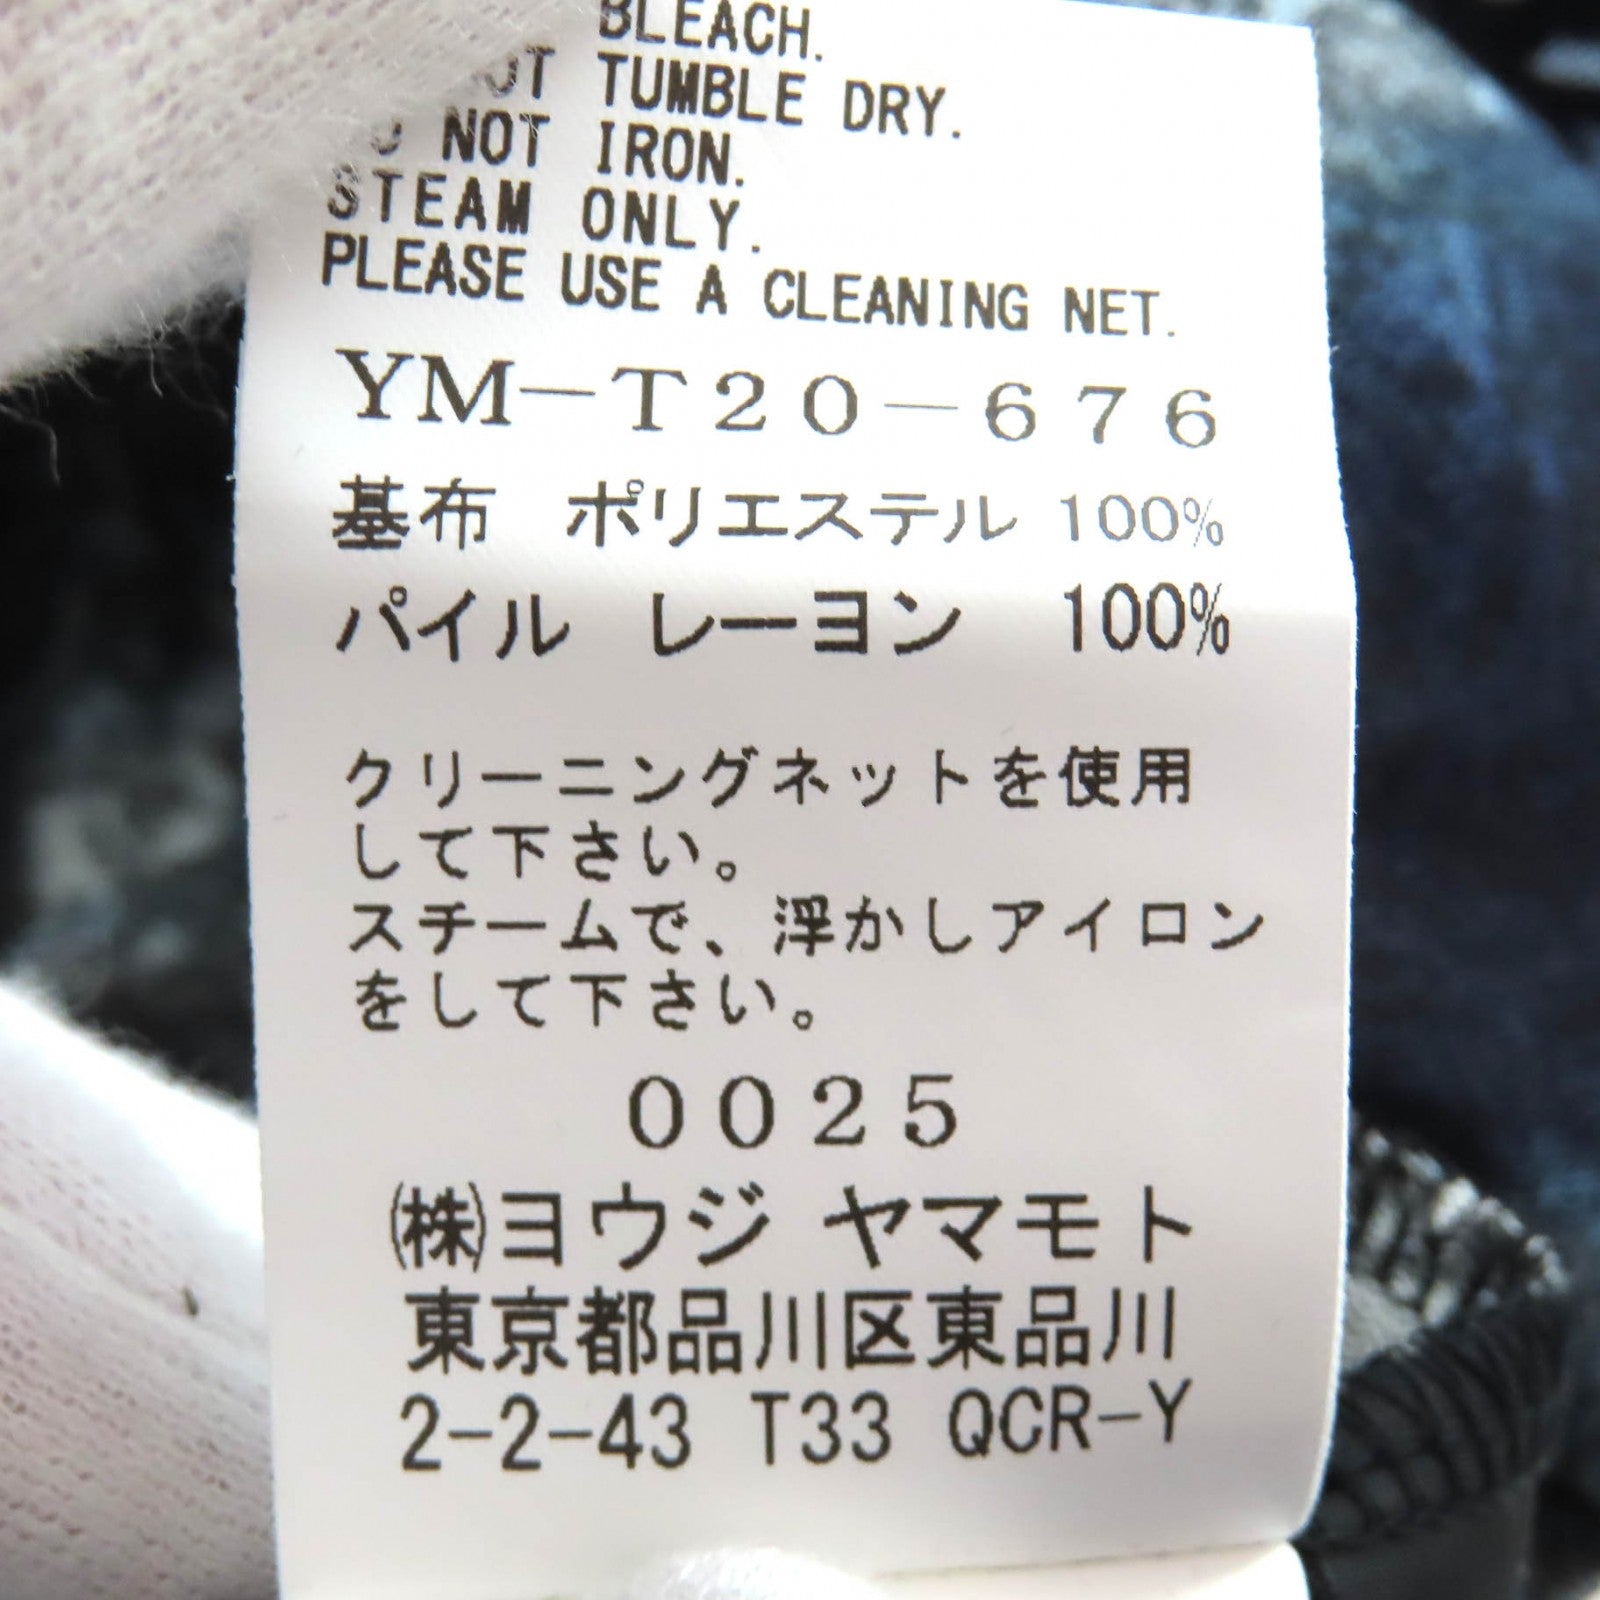 BLEACH.
NOT TUMBLE DRY.
DO NOT IRON.
STEAM ONLY.
PLEASE USE A CLEANING NET.
YM-T20-676
基布 ポリエステル 100%
パイル レーヨン 100%
クリーニングネットを使用
して下さい。
スチームで、浮かしアイロン
をして下さい。
0025
㈱ヨウジ ヤマモト
東京都品川区東品川
2-2-43 T33 QCR-Y